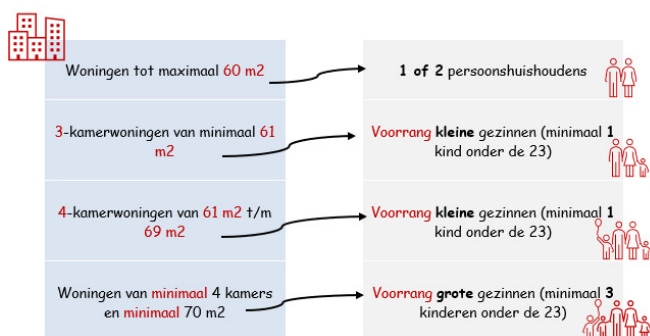 Woningen tot maximaal 60 m2
1 of 2 persoonshuishoudens
3-kamerwoningen van minimaal 61
m2
Voorrang kleine gezinnen (minimaal 1
kind onder de 23)
4-kamerwoningen van 61 m2 t/m
69 m2
Voorrang kleine gezinnen (minimaal 1
kind onder de 23)
Woningen van minimaal 4 kamers
en minimaal 70 m2
Voorrang grote gezinnen (minimaal 3
kinderen onder de 23)